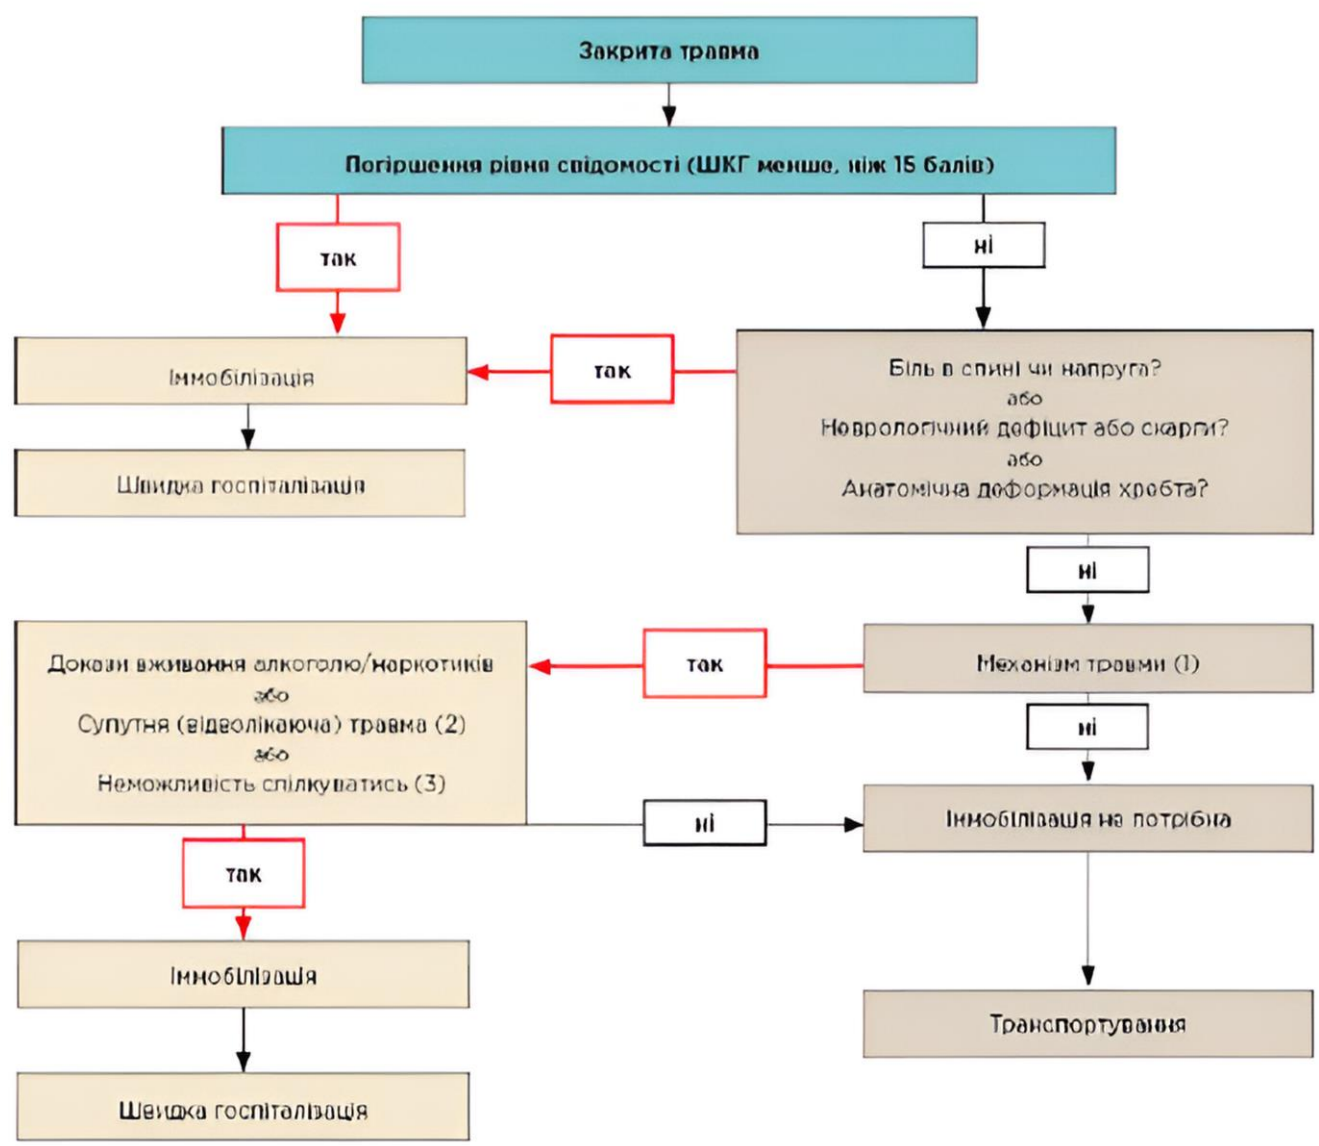 Закрита травма
Погіршення рівня свідомості (ШКГ менше, ніж 15 балів)
так
ні
Іммобілізація
так
Біль в спині чи напруга?
або
Неврологічний дефіцит або скарги?
або
Анатомічна деформація хребта?
Швидка госпіталізація
ні
Докази вживання алкоголю/наркотиків
або
Супутня (відволікаюча) травма (2)
або
Неможливість спілкуватись (3)
так
Механізм травми (1)
ні
ні
Іммобілізація не потрібна
так
Іммобілізація
Транспортування
Швидка госпіталізація